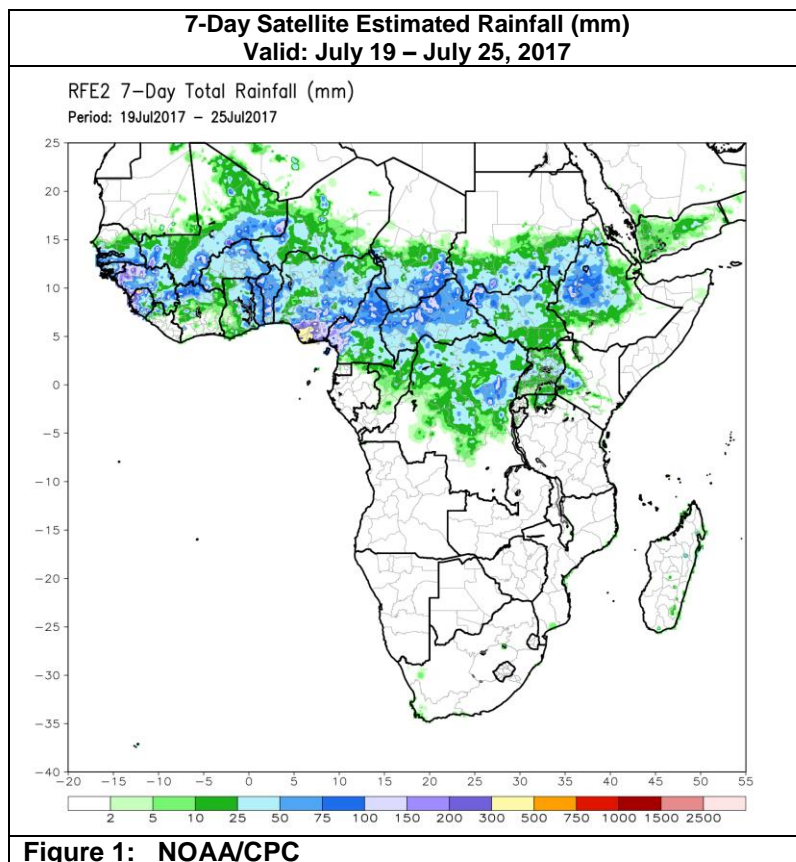 7-Day Satellite Estimated Rainfall (mm)
Valid: July 19 – July 25, 2017
RFE2 7-Day Total Rainfall (mm)
Period: 19Jul2017 – 25Jul2017
25
20
15
10
5
0
-5
-10
-15
-20
-25
-30
-35
-40
-20 -15 -10 -5 0 5 10 15 20 25 30 35 40 45 50 55
2 5 10 25 50 75 100 150 200 300 500 750 1000 1500 2500
Figure 1: NOAA/CPC